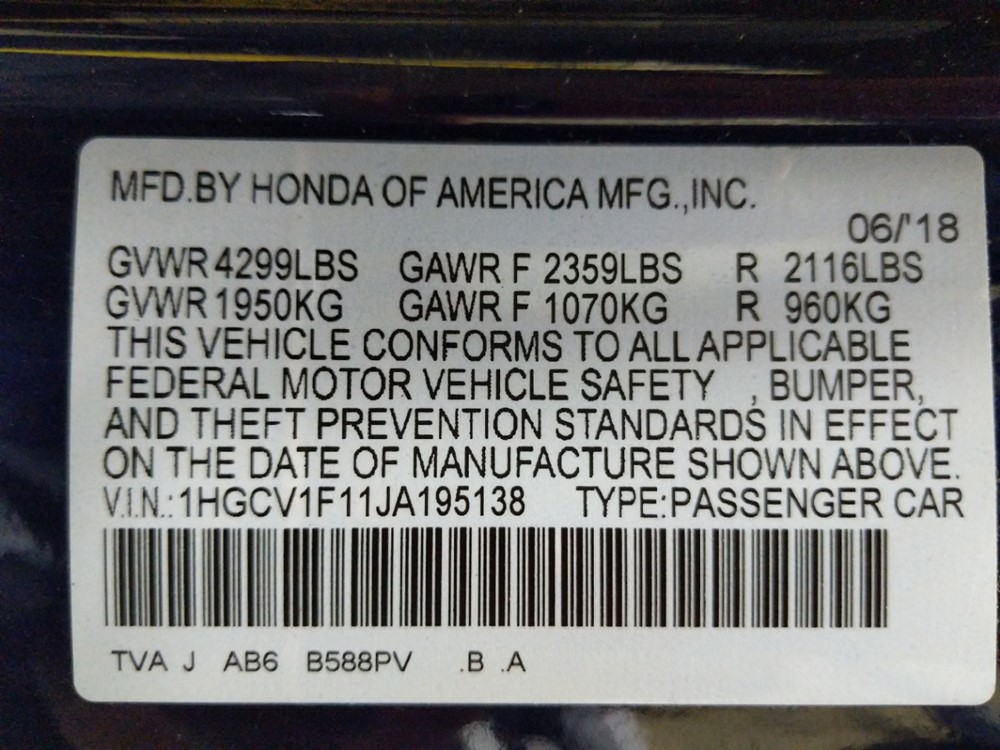 MFD.BY HONDA OF AMERICA MFG.,INC.
06/'18
GVWR 4299LBS GAWR F 2359LBS R 2116LBS
GVWR 1950KG GAWR F 1070KG R 960KG
THIS VEHICLE CONFORMS TO ALL APPLICABLE
FEDERAL MOTOR VEHICLE SAFETY , BUMPER,
AND THEFT PREVENTION STANDARDS IN EFFECT
ON THE DATE OF MANUFACTURE SHOWN ABOVE.
V.I.N.:1HGCV1F11JA195138 TYPE:PASSENGER CAR
TVA J AB6 B588PV .B .A